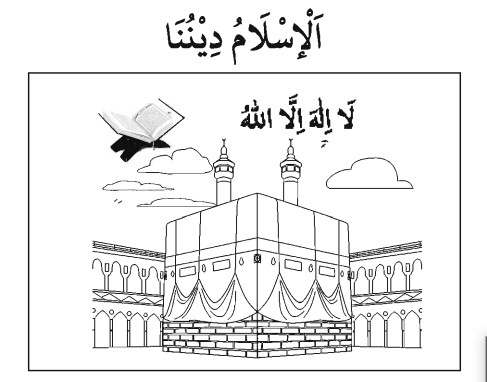 اَلْإِسْلَامُ دِيْنُنَا
لَا إِلٰهَ اِلَّا اللّٰهُ